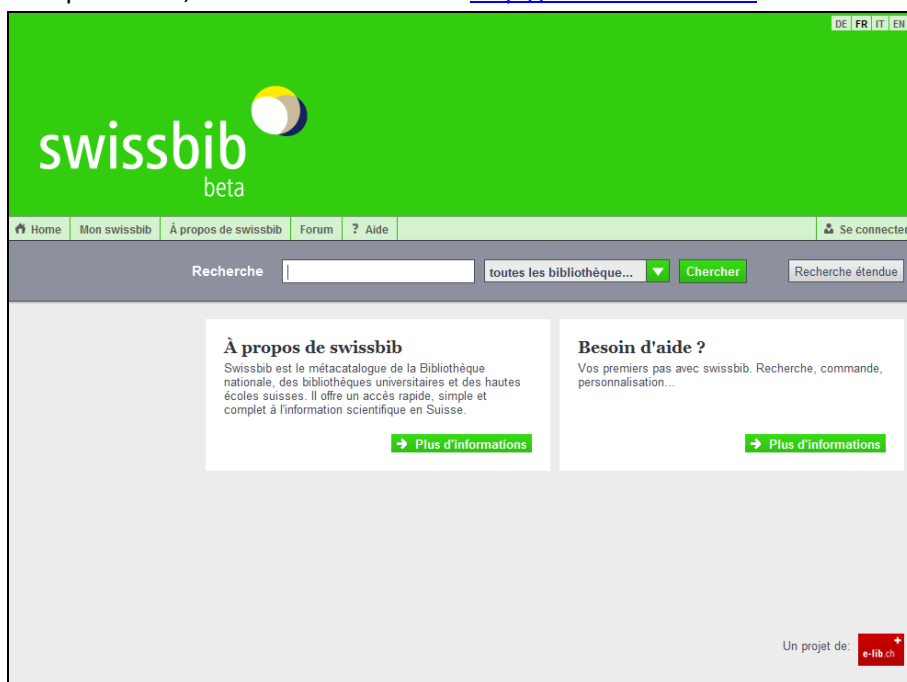 DE FR IT EN
swissbib
beta
Home Mon swissbib À propos de swissbib Forum ? Aide Se connecter
Recherche toutes les bibliothèque... Chercher Recherche étendue
À propos de swissbib
Swissbib est le métacatalogue de la Bibliothèque
nationale, des bibliothèques universitaires et des hautes
écoles suisses. Il offre un accès rapide, simple et
complet à l'information scientifique en Suisse.
Plus d'informations
Besoin d'aide ?
Vos premiers pas avec swissbib. Recherche, commande,
personnalisation...
Plus d'informations
Un projet de:
e-lib.ch